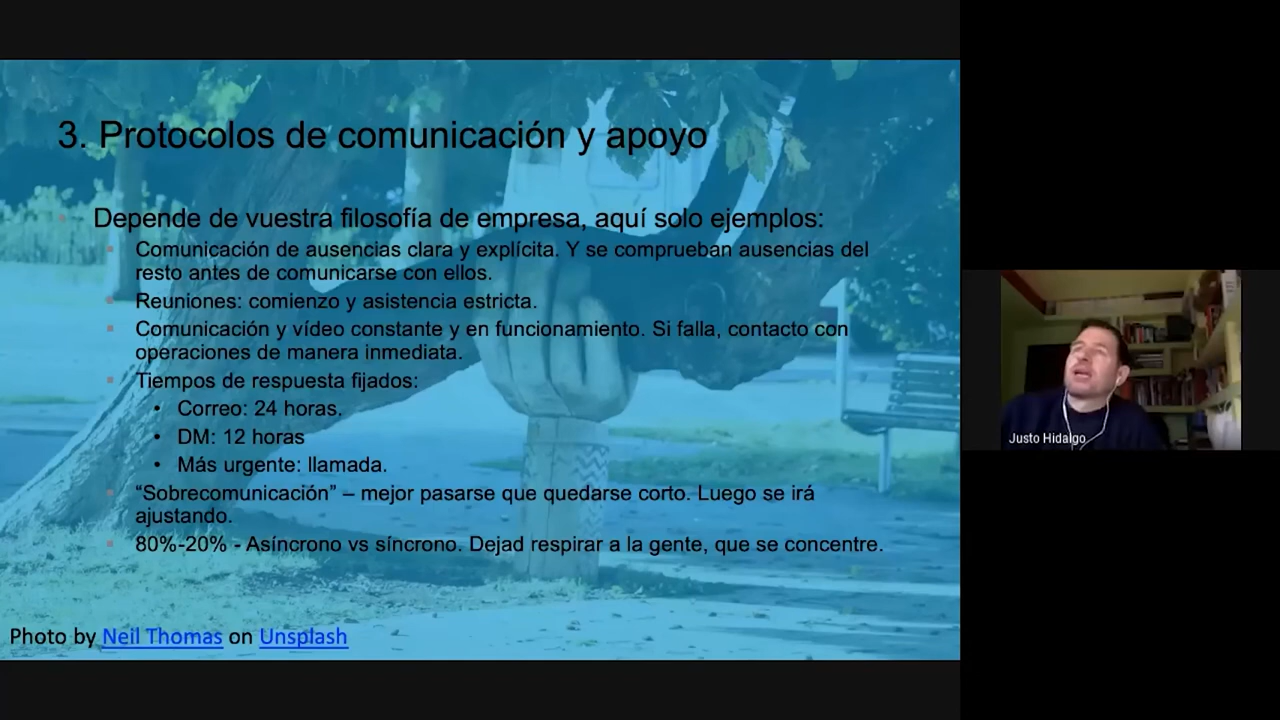 3. Protocolos de comunicación y apoyo
Depende de vuestra filosofía de empresa, aquí solo ejemplos:
Comunicación de ausencias clara y explícita. Y se comprueban ausencias del
resto antes de comunicarse con ellos.
Reuniones: comienzo y asistencia estricta.
Comunicación y vídeo constante y en funcionamiento. Si falla, contacto con
operaciones de manera inmediata.
Tiempos de respuesta fijados:
• Correo: 24 horas.
• DM: 12 horas
• Más urgente: llamada.
“Sobrecomunicación” – mejor pasarse que quedarse corto. Luego se irá
ajustando.
80%-20% - Asíncrono vs síncrono. Dejad respirar a la gente, que se concentre.
Photo by Neil Thomas on Unsplash
Justo Hidalgo